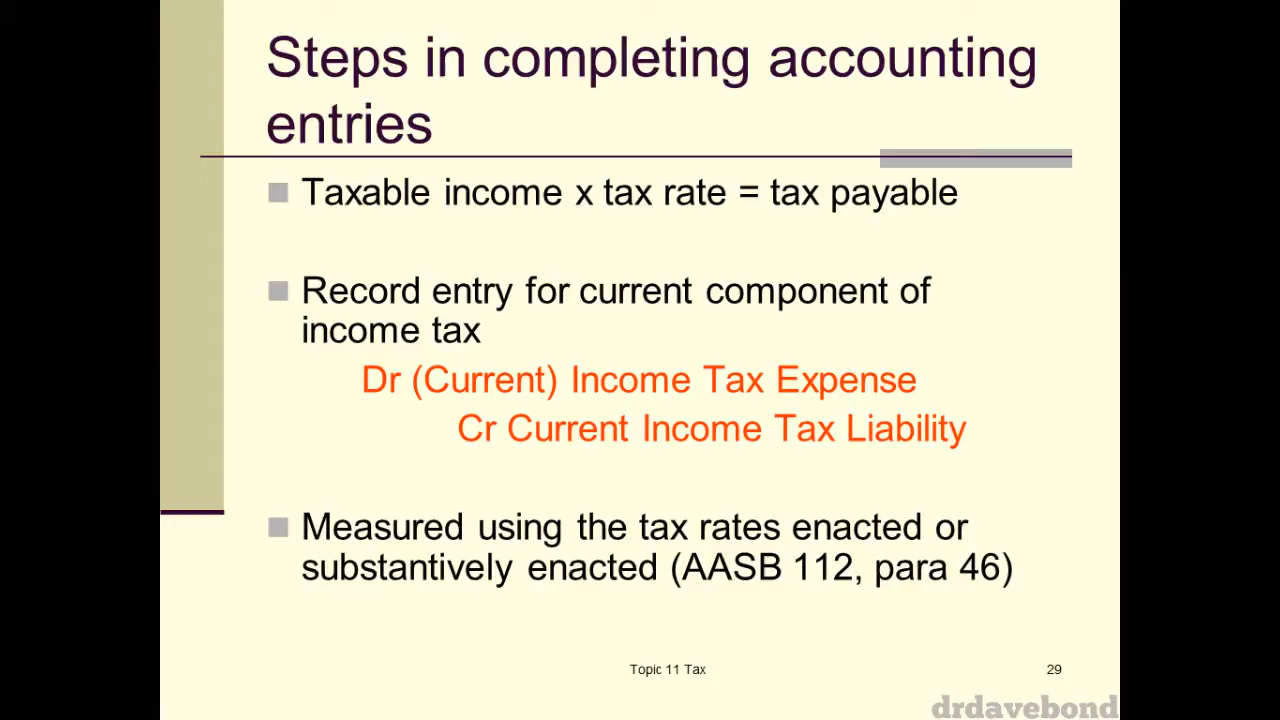 Steps in completing accounting
entries
Taxable income x tax rate = tax payable
Record entry for current component of
income tax
Dr (Current) Income Tax Expense
Cr Current Income Tax Liability
Measured using the tax rates enacted or
substantively enacted (AASB 112, para 46)
Topic 11 Tax
29
drdavebond